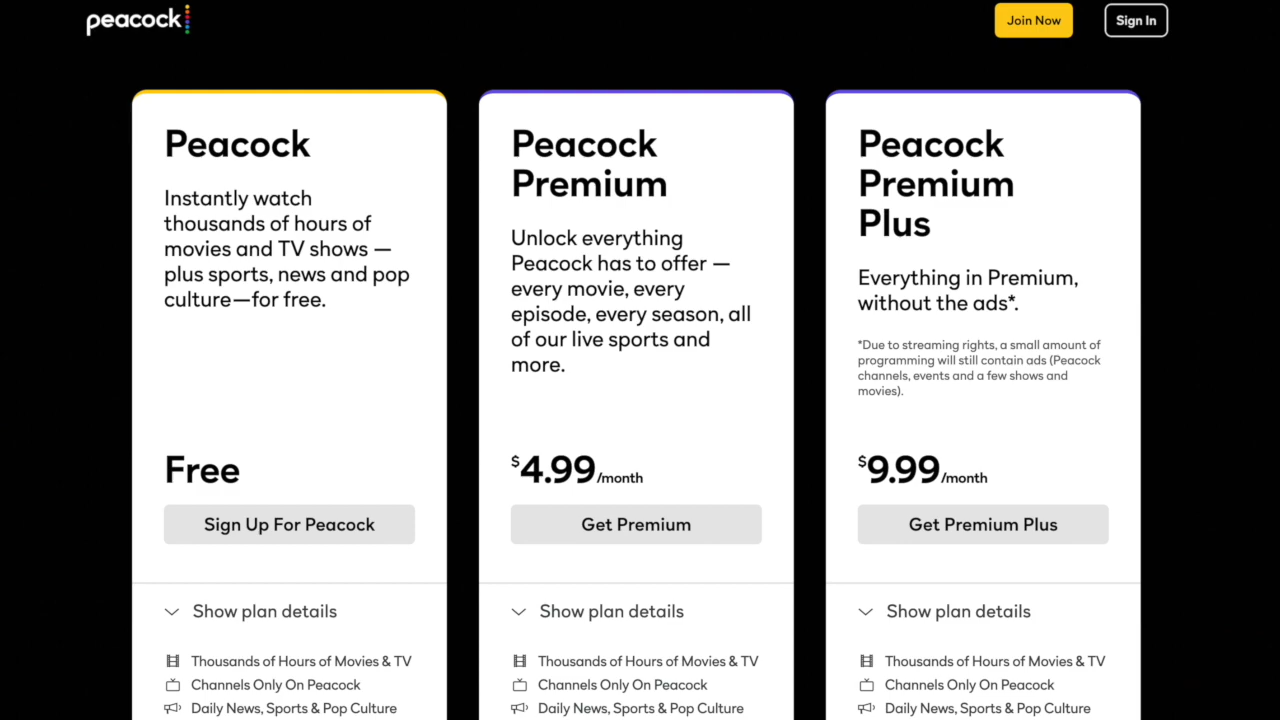 peacock
Join Now
Sign In
Peacock
Instantly watch
thousands of hours of
movies and TV shows —
plus sports, news and pop
culture—for free.
Free
Sign Up For Peacock
Show plan details
Thousands of Hours of Movies & TV
Channels Only On Peacock
Daily News, Sports & Pop Culture
Peacock
Premium
Unlock everything
Peacock has to offer —
every movie, every
episode, every season, all
of our live sports and
more.
$4.99/month
Get Premium
Show plan details
Thousands of Hours of Movies & TV
Channels Only On Peacock
Daily News, Sports & Pop Culture
Peacock
Premium
Plus
Everything in Premium,
without the ads*.
*Due to streaming rights, a small amount of
programming will still contain ads (Peacock
channels, events and a few shows and
movies).
$9.99/month
Get Premium Plus
Show plan details
Thousands of Hours of Movies & TV
Channels Only On Peacock
Daily News, Sports & Pop Culture